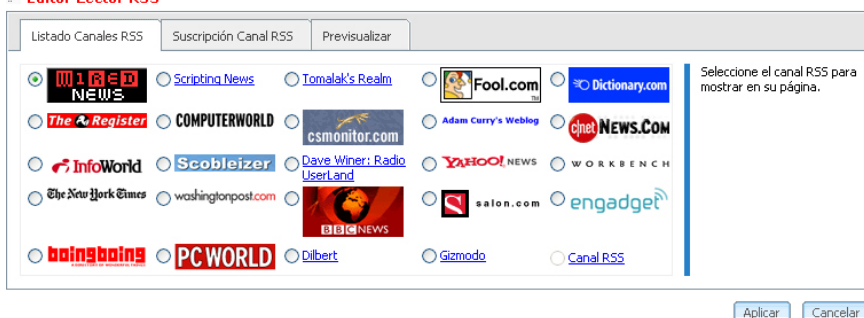 Editor Lector RSS
Listado Canales RSS Suscripción Canal RSS Previsualizar
WIRED NEWS Scripting News Tomalak's Realm Fool.com Dictionary.com
The Register COMPUTERWORLD csmonitor.com Adam Curry's Weblog c|net NEWS.COM
InfoWorld Scobleizer Dave Winer: Radio UserLand YAHOO! NEWS WORKBENCH
The New York Times washingtonpost.com BBC NEWS S salon.com engadget
boingboing PC WORLD Dilbert Gizmodo Canal RSS
Seleccione el canal RSS para
mostrar en su página.
Aplicar Cancelar